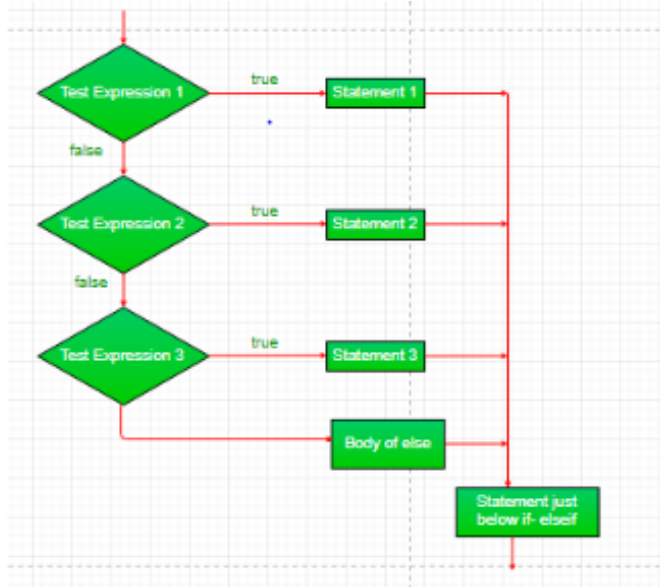 Test Expression 1
true
Statement 1
false
Test Expression 2
true
Statement 2
false
Test Expression 3
true
Statement 3
Body of else
Statement just
below if- elseif